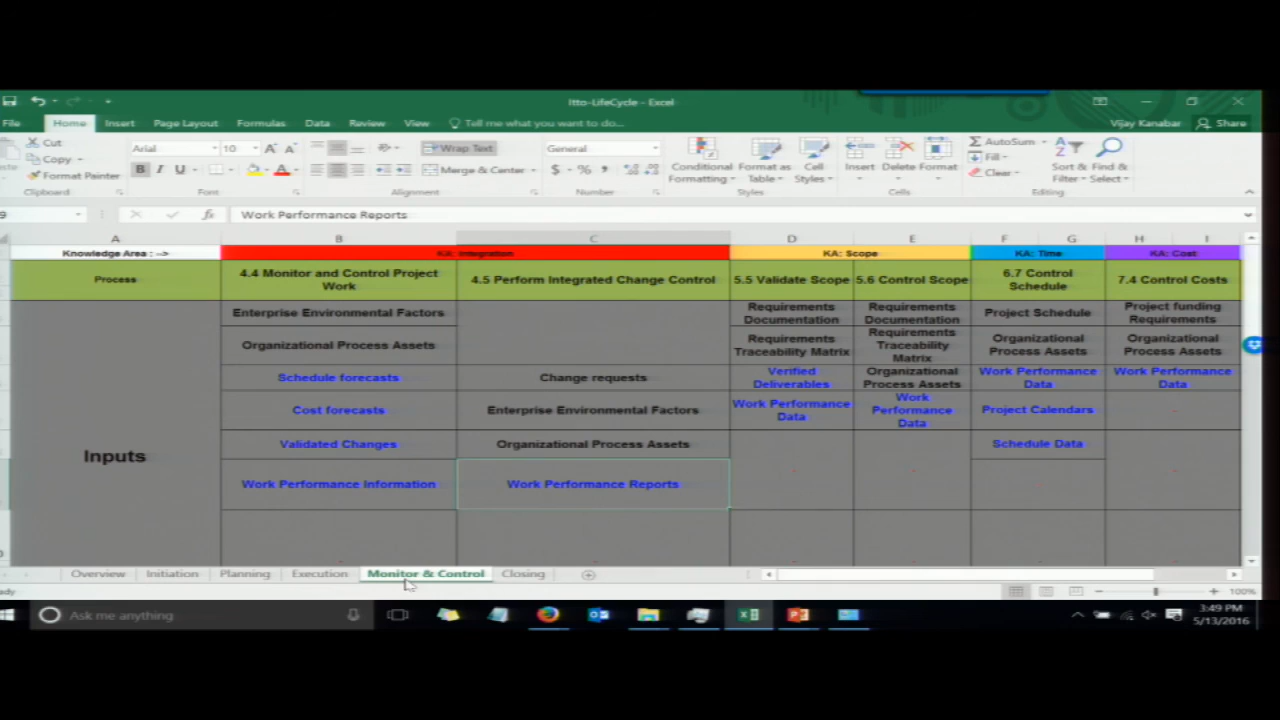 Itto-LifeCycle - Excel
File Home Insert Page Layout Formulas Data Review View Tell me what you want to do... Vijay Kanabar Share
Cut
Copy
Format Painter
Clipboard
Arial 10
B I U
Font
Wrap Text
Merge & Center
Alignment
General
$ %
Number
Conditional Formatting
Format as Table
Cell Styles
Styles
Insert Delete Format
Cells
AutoSum
Fill
Clear
Sort & Filter
Find & Select
Editing
9 fx Work Performance Reports
A B C D E F G H I
Knowledge Area : --> KA: Integration KA: Scope KA: Time KA: Cost
Process
4.4 Monitor and Control Project
Work
4.5 Perform Integrated Change Control
5.5 Validate Scope
5.6 Control Scope
6.7 Control
Schedule
7.4 Control Costs
Inputs
Enterprise Environmental Factors
Organizational Process Assets
Schedule forecasts
Cost forecasts
Validated Changes
Work Performance Information
Change requests
Enterprise Environmental Factors
Organizational Process Assets
Work Performance Reports
Requirements
Documentation
Requirements
Traceability Matrix
Verified
Deliverables
Work Performance
Data
Requirements
Documentation
Requirements
Traceability
Matrix
Organizational
Process Assets
Work
Performance
Data
Project Schedule
Organizational
Process Assets
Work Performance
Data
Project Calendars
Schedule Data
Project funding
Requirements
Organizational
Process Assets
Work Performance
Data
Overview Initiation Planning Execution Monitor & Control Closing
100%
Ask me anything
3:49 PM
5/13/2016